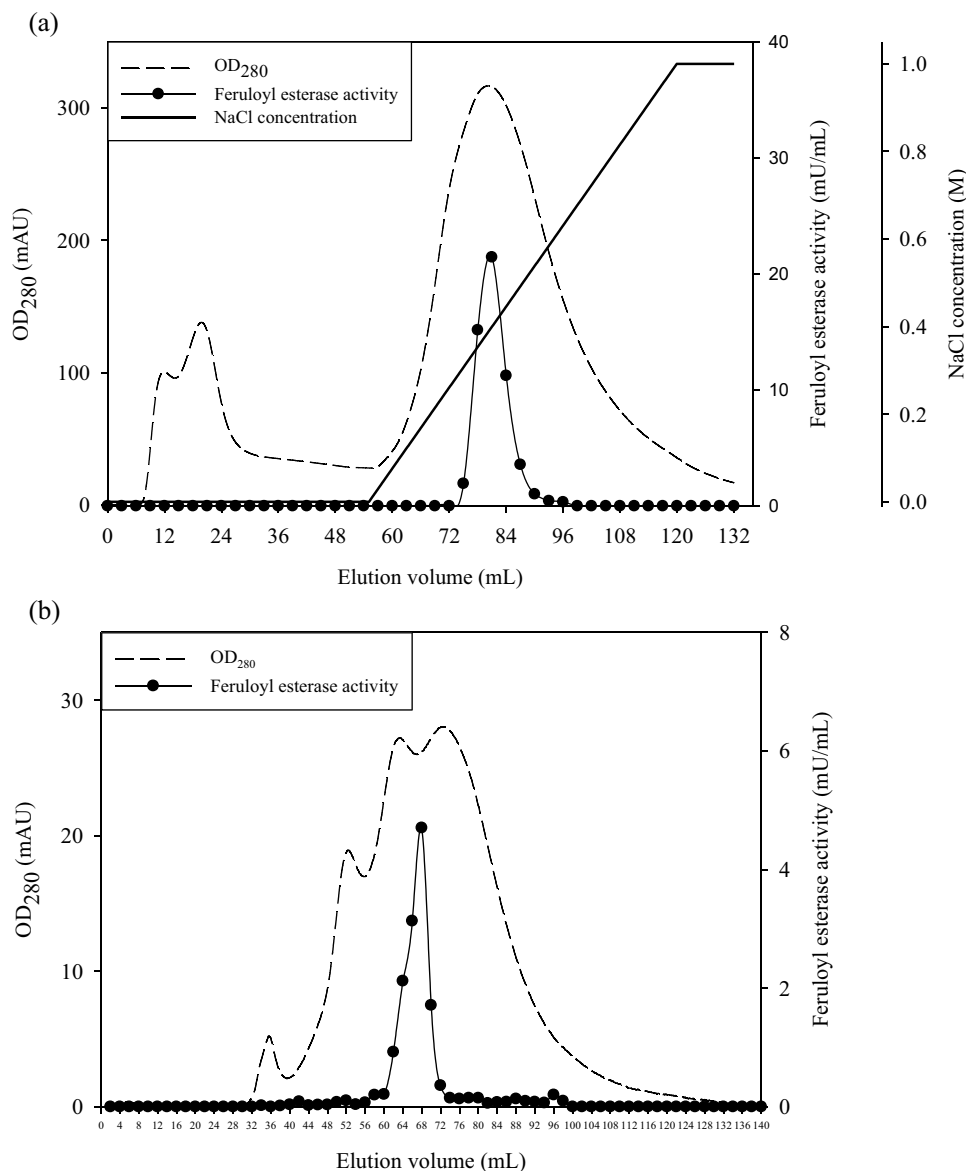 (a)
OD280
Feruloyl esterase activity
NaCl concentration
OD280 (mAU)
0
100
200
300
Feruloyl esterase activity (mU/mL)
0
10
20
30
40
NaCl concentration (M)
0.0
0.2
0.4
0.6
0.8
1.0
0 12 24 36 48 60 72 84 96 108 120 132
Elution volume (mL)
(b)
OD280
Feruloyl esterase activity
OD280 (mAU)
0
10
20
30
Feruloyl esterase activity (mU/mL)
0
2
4
6
8
0 4 8 12 16 20 24 28 32 36 40 44 48 52 56 60 64 68 72 76 80 84 88 92 96 100 104 108 112 116 120 124 128 132 136 140
Elution volume (mL)